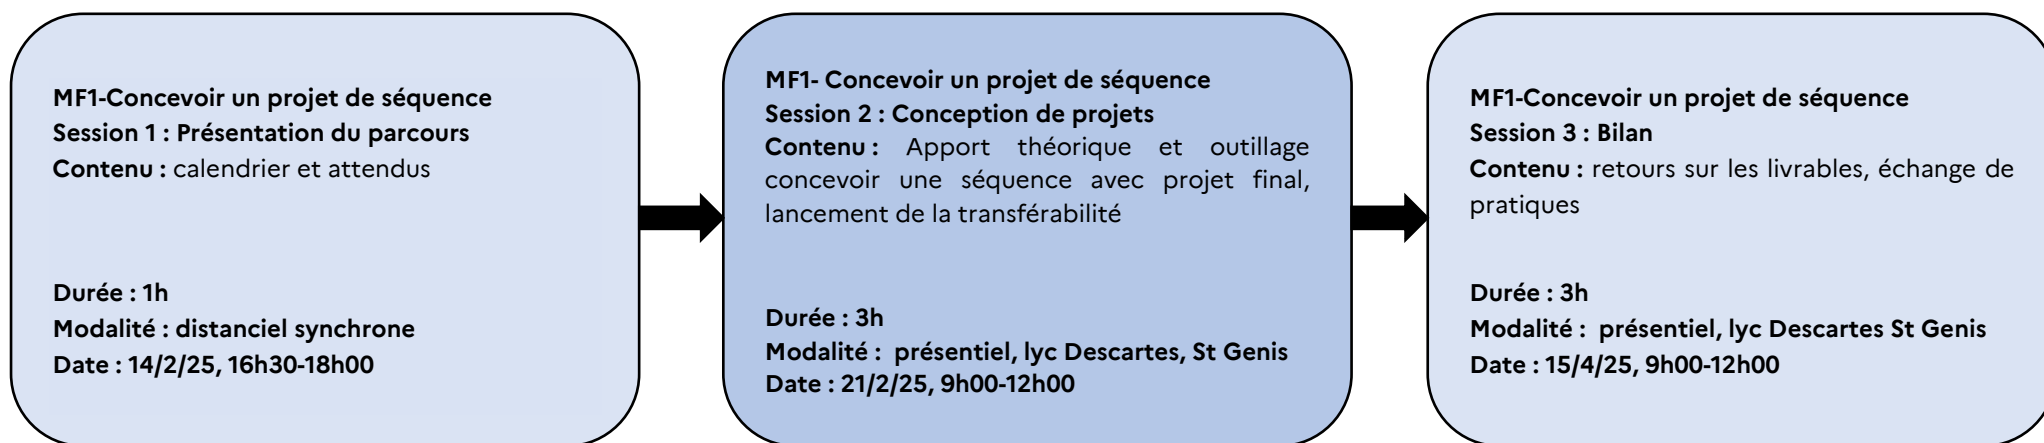 MF1-Concevoir un projet de séquence
Session 1 : Présentation du parcours
Contenu : calendrier et attendus
Durée : 1h
Modalité : distanciel synchrone
Date : 14/2/25, 16h30-18h00
MF1- Concevoir un projet de séquence
Session 2 : Conception de projets
Contenu : Apport théorique et outillage
concevoir une séquence avec projet final,
lancement de la transférabilité
Durée : 3h
Modalité : présentiel, lyc Descartes, St Genis
Date : 21/2/25, 9h00-12h00
MF1-Concevoir un projet de séquence
Session 3 : Bilan
Contenu : retours sur les livrables, échange de
pratiques
Durée : 3h
Modalité : présentiel, lyc Descartes St Genis
Date : 15/4/25, 9h00-12h00